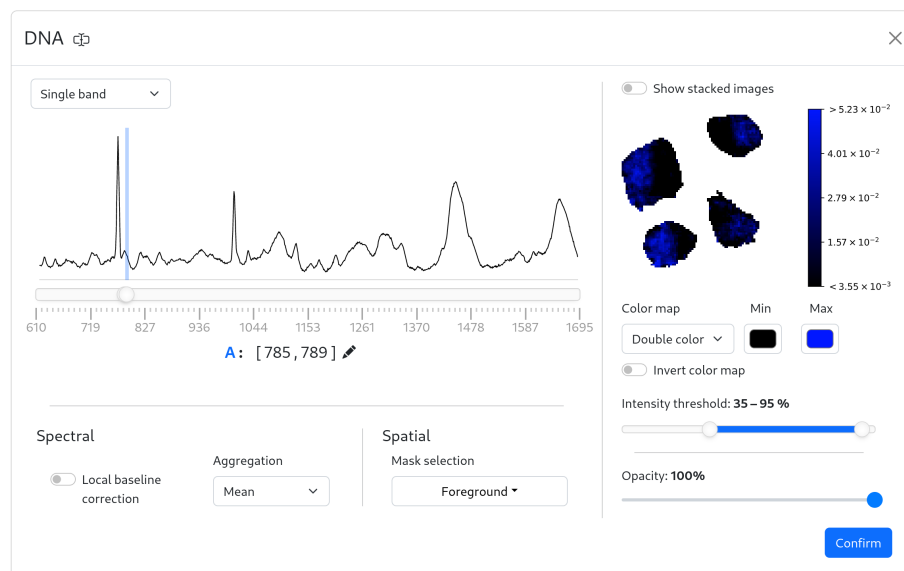 DNA
Single band
610 719 827 936 1044 1153 1261 1370 1478 1587 1695
A: [785,789]
Spectral
Local baseline
correction
Aggregation
Mean
Spatial
Mask selection
Foreground
Show stacked images
> 5.23 × 10⁻²
4.01 × 10⁻²
2.79 × 10⁻²
1.57 × 10⁻²
< 3.55 × 10⁻³
Color map Min Max
Double color
Invert color map
Intensity threshold: 35 – 95 %
Opacity: 100%
Confirm